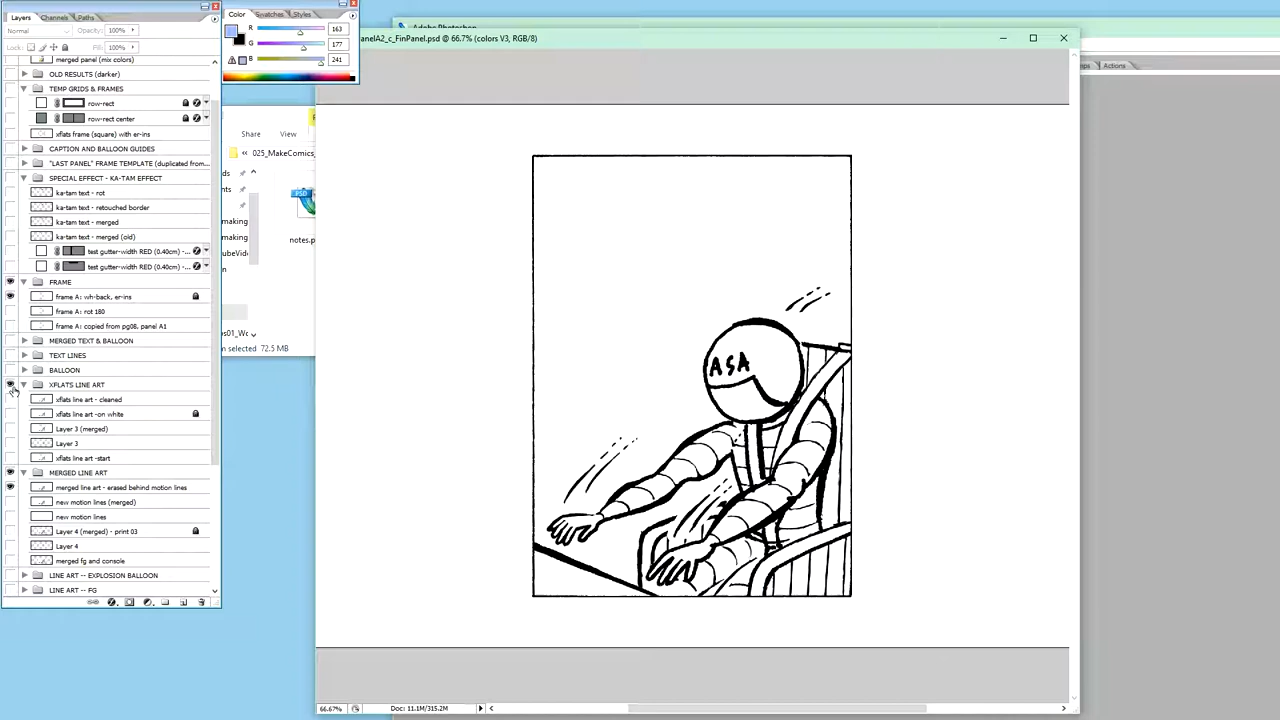 Layers Channels Paths
Normal Opacity: 100%
Lock: Fill: 100%
merged panel (mix colors)
OLD RESULTS (darker)
TEMP GRIDS & FRAMES
row-rect
row-rect center
xflats frame (square) with er-ins
CAPTION AND BALLOON GUIDES
"LAST PANEL" FRAME TEMPLATE (duplicated from...
SPECIAL EFFECT - KA-TAM EFFECT
ka-tam text - rot
ka-tam text - retouched border
ka-tam text - merged
ka-tam text - merged (old)
test gutter-width RED (0.40cm) -...
test gutter-width RED (0.40cm) -...
FRAME
frame A: wh-back, er-ins
frame A: rot 180
frame A: copied from pg08, panel A1
MERGED TEXT & BALLOON
TEXT LINES
BALLOON
XFLATS LINE ART
xflats line art - cleaned
xflats line art -on white
Layer 3 (merged)
Layer 3
xflats line art -start
MERGED LINE ART
merged line art - erased behind motion lines
new motion lines (merged)
new motion lines
Layer 4 (merged) - print 03
Layer 4
merged fg and console
LINE ART -- EXPLOSION BALLOON
LINE ART -- FG
Color Swatches Styles
R 163
G 177
B 241
Share View
« 025_MakeComics_
PSD
notes.p
selected 72.5 MB
Adobe Photoshop
anelA2_c_FinPanel.psd @ 66.7% (colors V3, RGB/8)
Actions
ASA
66.67% Doc: 11.1M/315.2M